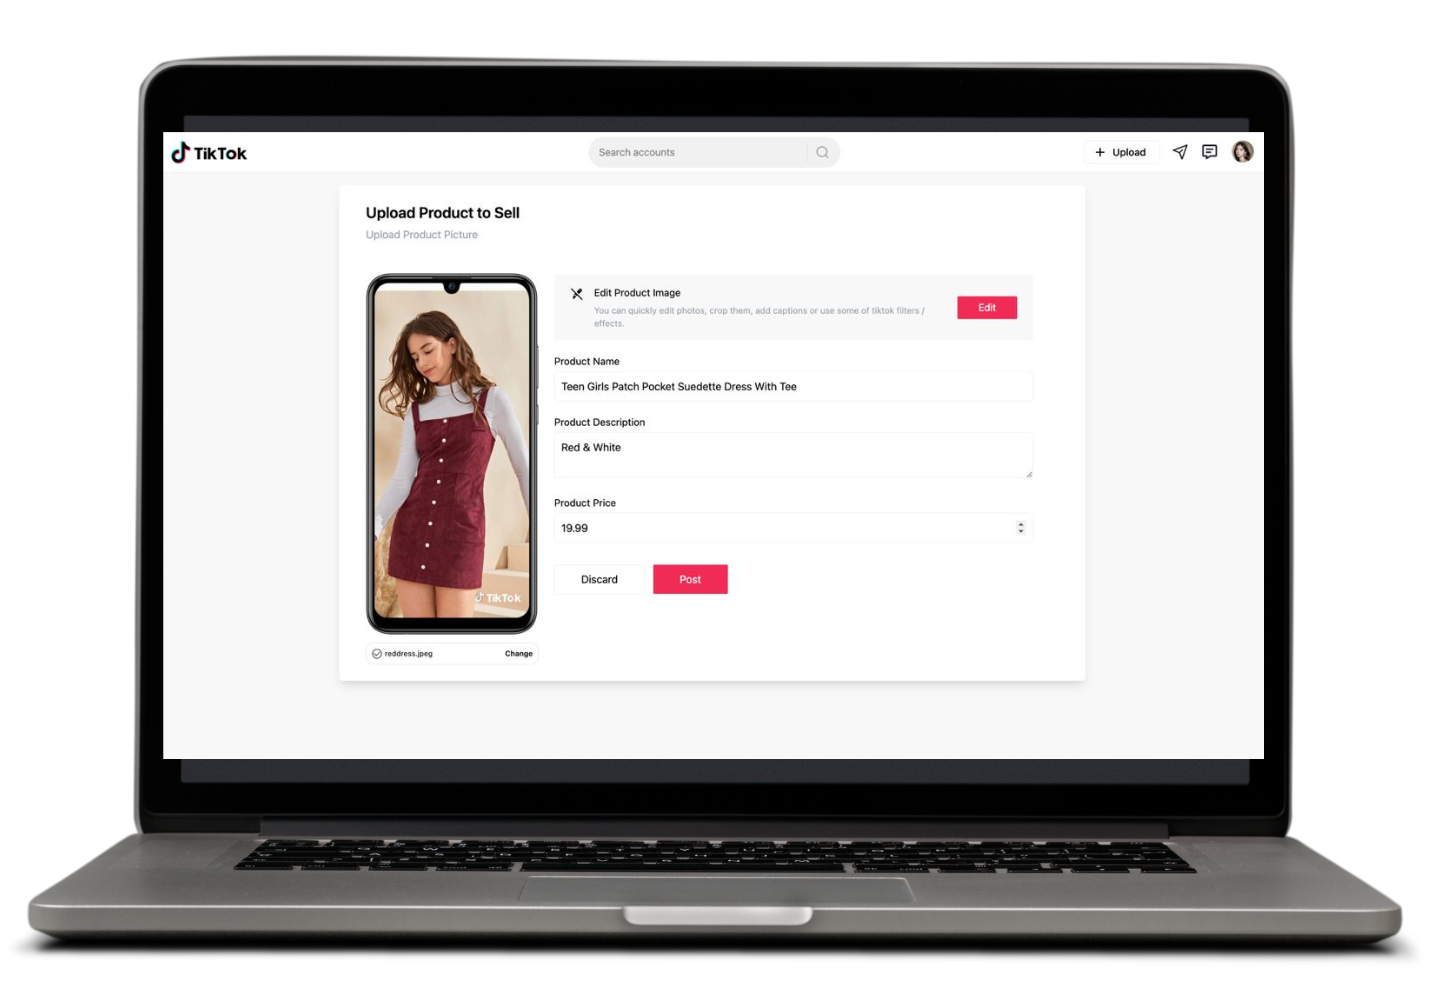 TikTok
Search accounts
+ Upload
Upload Product to Sell
Upload Product Picture
Edit Product Image
You can quickly edit photos, crop them, add captions or use some of tiktok filters /
effects.
Edit
Product Name
Teen Girls Patch Pocket Suedette Dress With Tee
Product Description
Red & White
Product Price
19.99
Discard
Post
TikTok
reddress.jpeg
Change